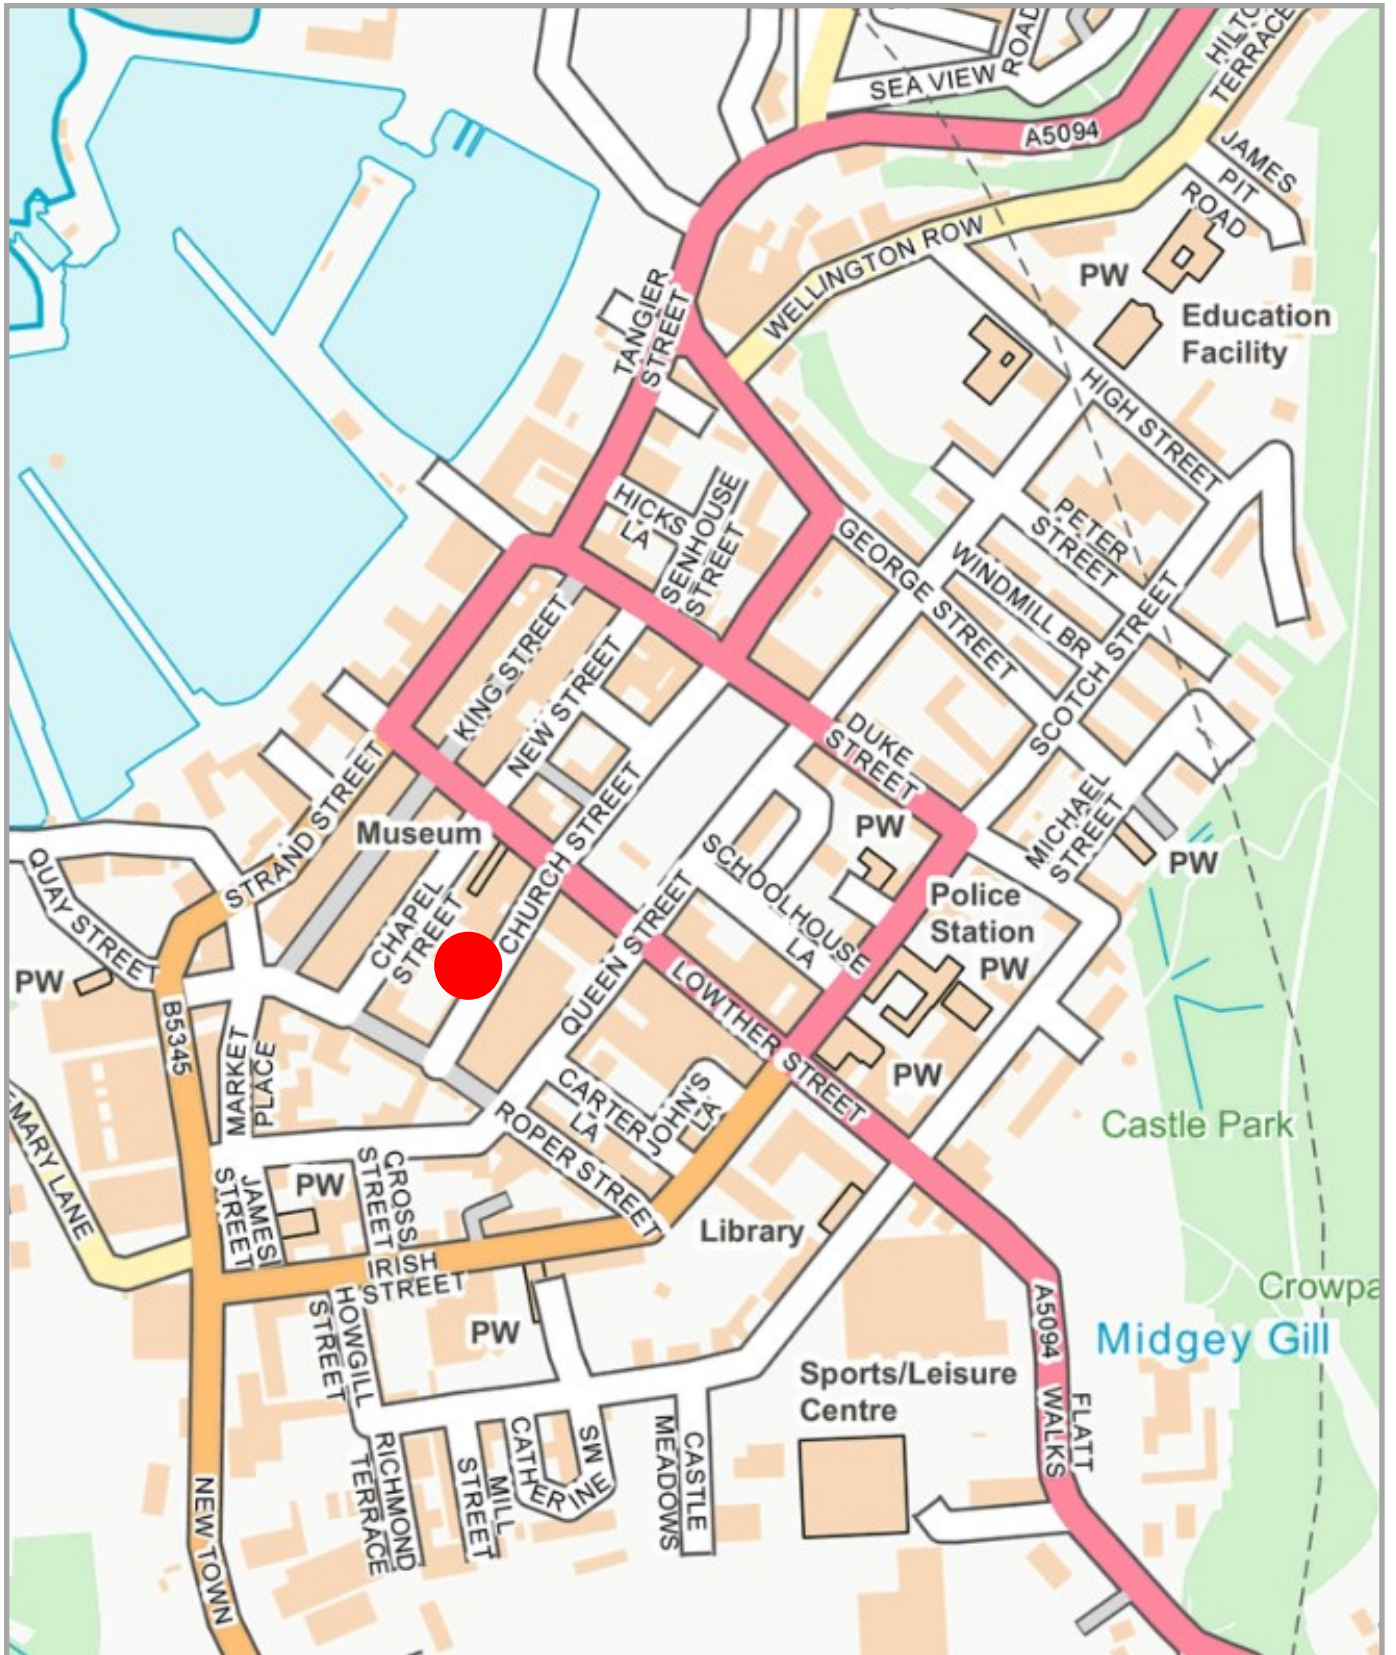 ROAD
SEA VIEW
HILTO
TERRACE
A5094
JAMES
PIT
ROAD
WELLINGTON ROW
PW
TANGIER
STREET
Education
Facility
HIGH STREET
HICKS
LA
SENHOUSE
STREET
GEORGE STREET
PETER
STREET
WINDMILL BR
SCOTCH STREET
KING STREET
NEW STREET
DUKE
STREET
STRAND STREET
MICHAEL
STREET
Museum
PW
CHURCH STREET
SCHOOLHOUSE
LA
PW
QUAY STREET
CHAPEL
STREET
QUEEN STREET
Police
Station
PW
PW
LOWTHER STREET
B5345
MARKET
PLACE
PW
CARTER
LA
JOHN'S
LA
ROPER STREET
Castle Park
EMARY LANE
JAMES
STREET
PW
CROSS
STREET
Library
IRISH
STREET
HOWGILL
STREET
PW
Crowpa
A5094
Midgey Gill
Sports/Leisure
Centre
FLATT
WALKS
RICHMOND
TERRACE
MILL
STREET
CATHERINE
MS
CASTLE
MEADOWS
NEW TOWN